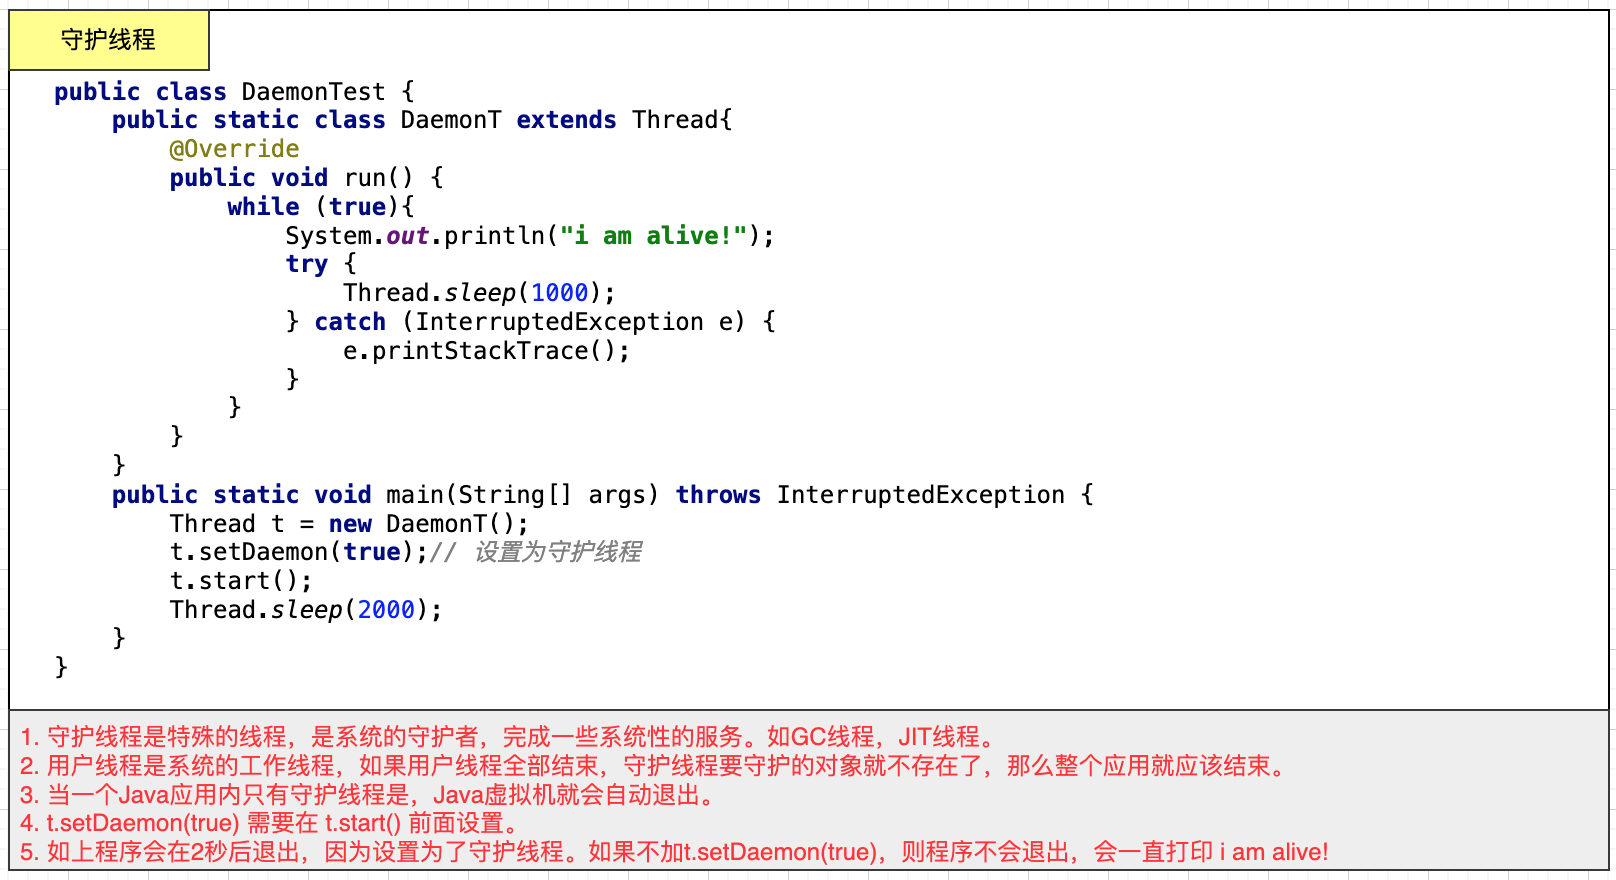 守护线程
public class DaemonTest {
    public static class DaemonT extends Thread{
        @Override
        public void run() {
            while (true){
                System.out.println("i am alive!");
                try {
                    Thread.sleep(1000);
                } catch (InterruptedException e) {
                    e.printStackTrace();
                }
            }
        }
    }
    public static void main(String[] args) throws InterruptedException {
        Thread t = new DaemonT();
        t.setDaemon(true);// 设置为守护线程
        t.start();
        Thread.sleep(2000);
    }
}
1. 守护线程是特殊的线程，是系统的守护者，完成一些系统性的服务。如GC线程，JIT线程。
2. 用户线程是系统的工作线程，如果用户线程全部结束，守护线程要守护的对象就不存在了，那么整个应用就应该结束。
3. 当一个Java应用内只有守护线程是，Java虚拟机就会自动退出。
4. t.setDaemon(true) 需要在 t.start() 前面设置。
5. 如上程序会在2秒后退出，因为设置为了守护线程。如果不加t.setDaemon(true)，则程序不会退出，会一直打印 i am alive!